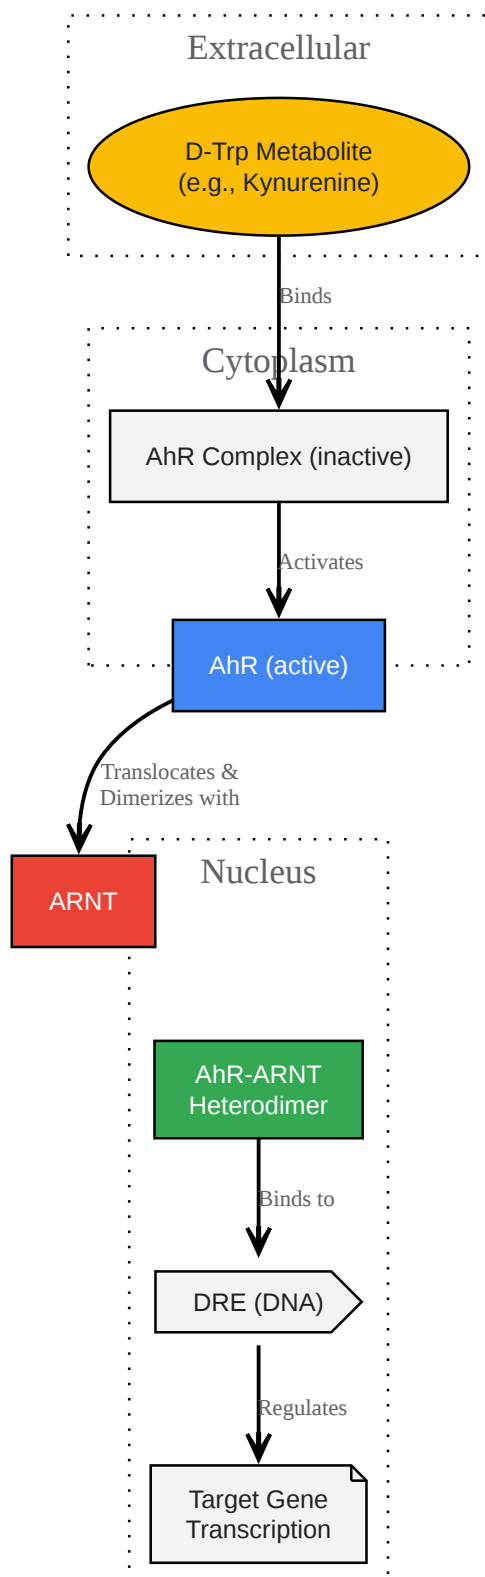 Extracellular
D-Trp Metabolite
(e.g., Kynurenine)
Binds
Cytoplasm
AhR Complex (inactive)
Activates
AhR (active)
Translocates &
Dimerizes with
Nucleus
ARNT
AhR-ARNT
Heterodimer
Binds to
DRE (DNA)
Regulates
Target Gene
Transcription